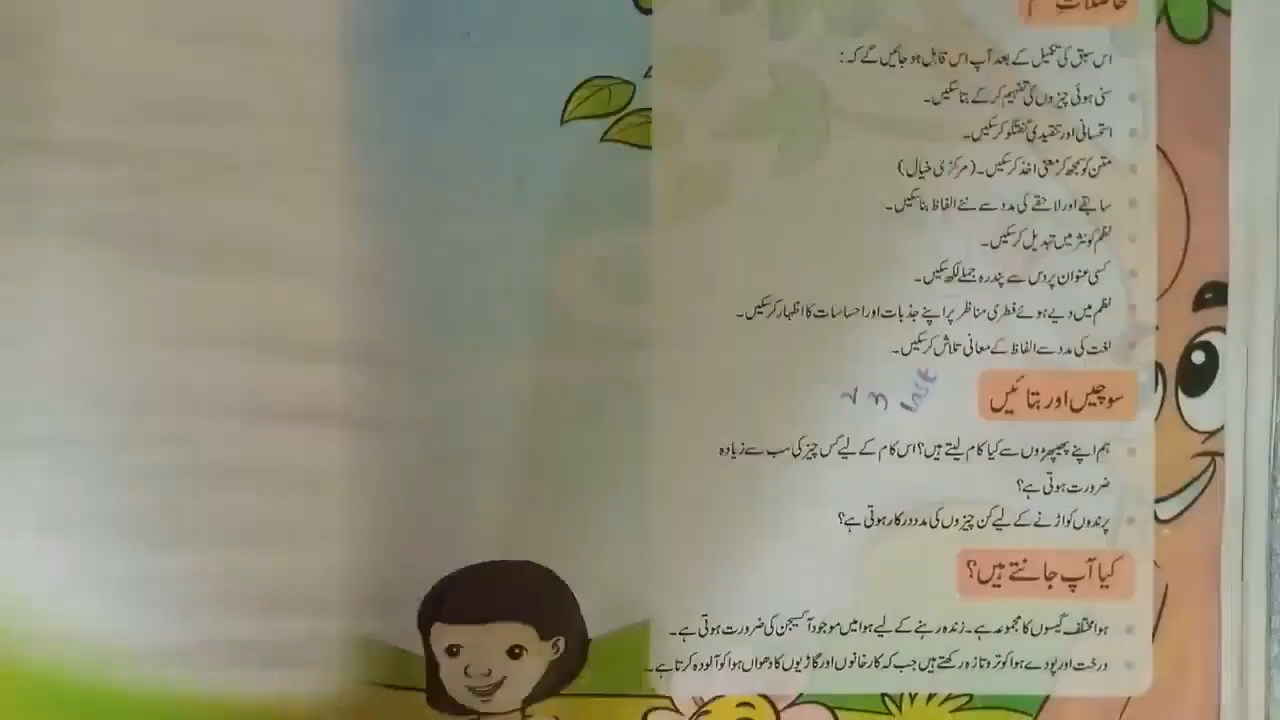 حاصلاتِ تعلم
اس سبق کی تکمیل کے بعد آپ اس قابل ہو جائیں گے کہ:
سنی ہوئی چیزوں کی تفہیم کر کے بتا سکیں۔
استحسانی اور تنقیدی گفتگو کر سکیں۔
متن کو سمجھ کر معنی اخذ کر سکیں۔ (مرکزی خیال)
سابقے اور لاحقے کی مدد سے نئے الفاظ بنا سکیں۔
نظم کو نثر میں تبدیل کر سکیں۔
کسی عنوان پر دس سے پندرہ جملے لکھ سکیں۔
نظم میں دیے ہوئے فطری مناظر پر اپنے جذبات اور احساسات کا اظہار کر سکیں۔
لغت کی مدد سے الفاظ کے معانی تلاش کر سکیں۔
last
سوچیں اور بتائیں
ہم اپنے پھیپھڑوں سے کیا کام لیتے ہیں؟ اس کام کے لیے کس چیز کی سب سے زیادہ
ضرورت ہوتی ہے؟
پرندوں کو اڑنے کے لیے کن چیزوں کی مدد درکار ہوتی ہے؟
کیا آپ جانتے ہیں؟
ہوا مختلف گیسوں کا مجموعہ ہے۔ زندہ رہنے کے لیے ہوا میں موجود آکسیجن کی ضرورت ہوتی ہے۔
درخت اور پودے ہوا کو تر و تازہ رکھتے ہیں جب کہ کارخانوں اور گاڑیوں کا دھواں ہوا کو آلودہ کرتا ہے۔